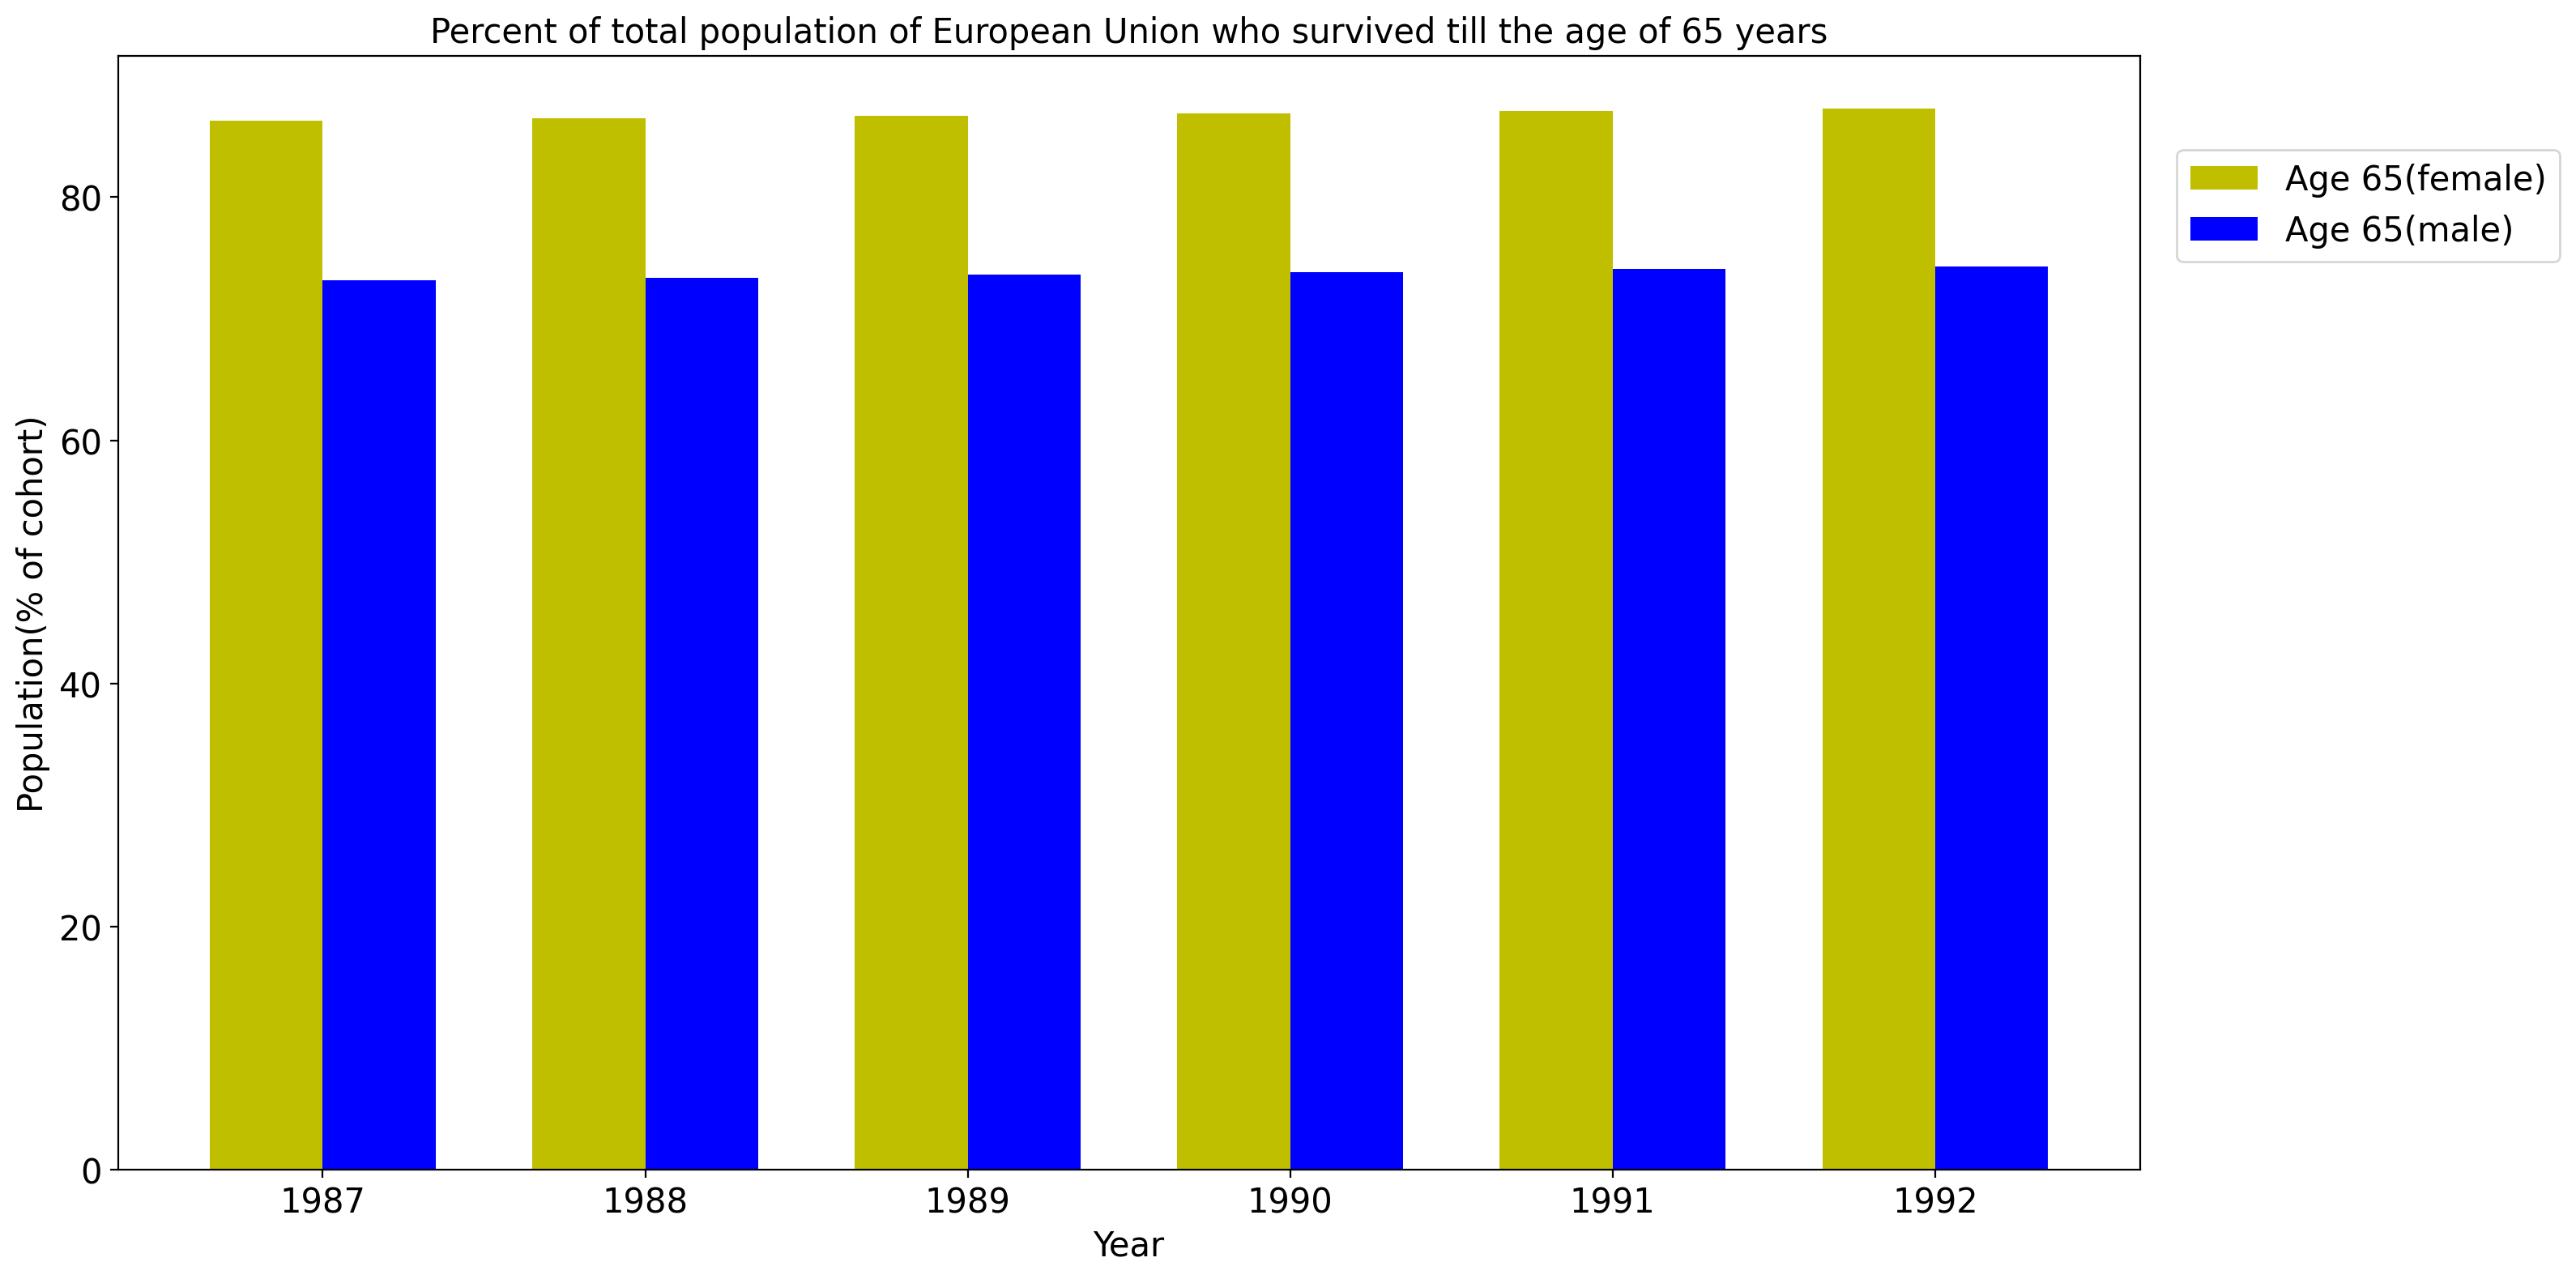 Percent of total population of European Union who survived till the age of 65 years
Population(% of cohort)
80
60
40
20
0
1987 1988 1989 1990 1991 1992
Year
Age 65(female)
Age 65(male)